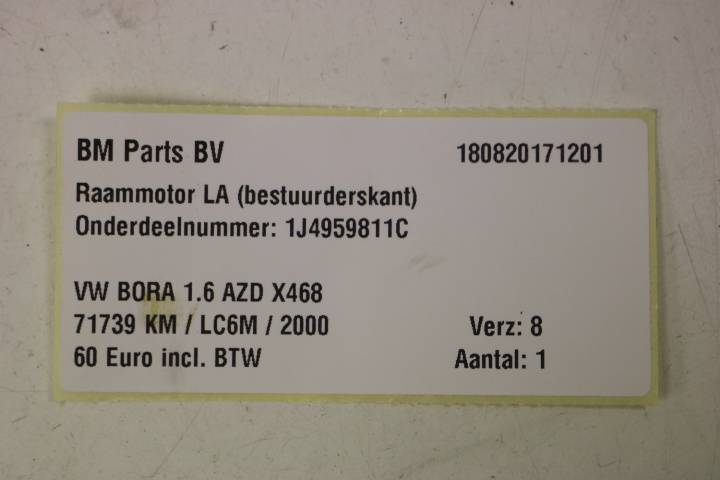 BM Parts BV 180820171201
Raammotor LA (bestuurderskant)
Onderdeelnummer: 1J4959811C
VW BORA 1.6 AZD X468
71739 KM / LC6M / 2000 Verz: 8
60 Euro incl. BTW Aantal: 1